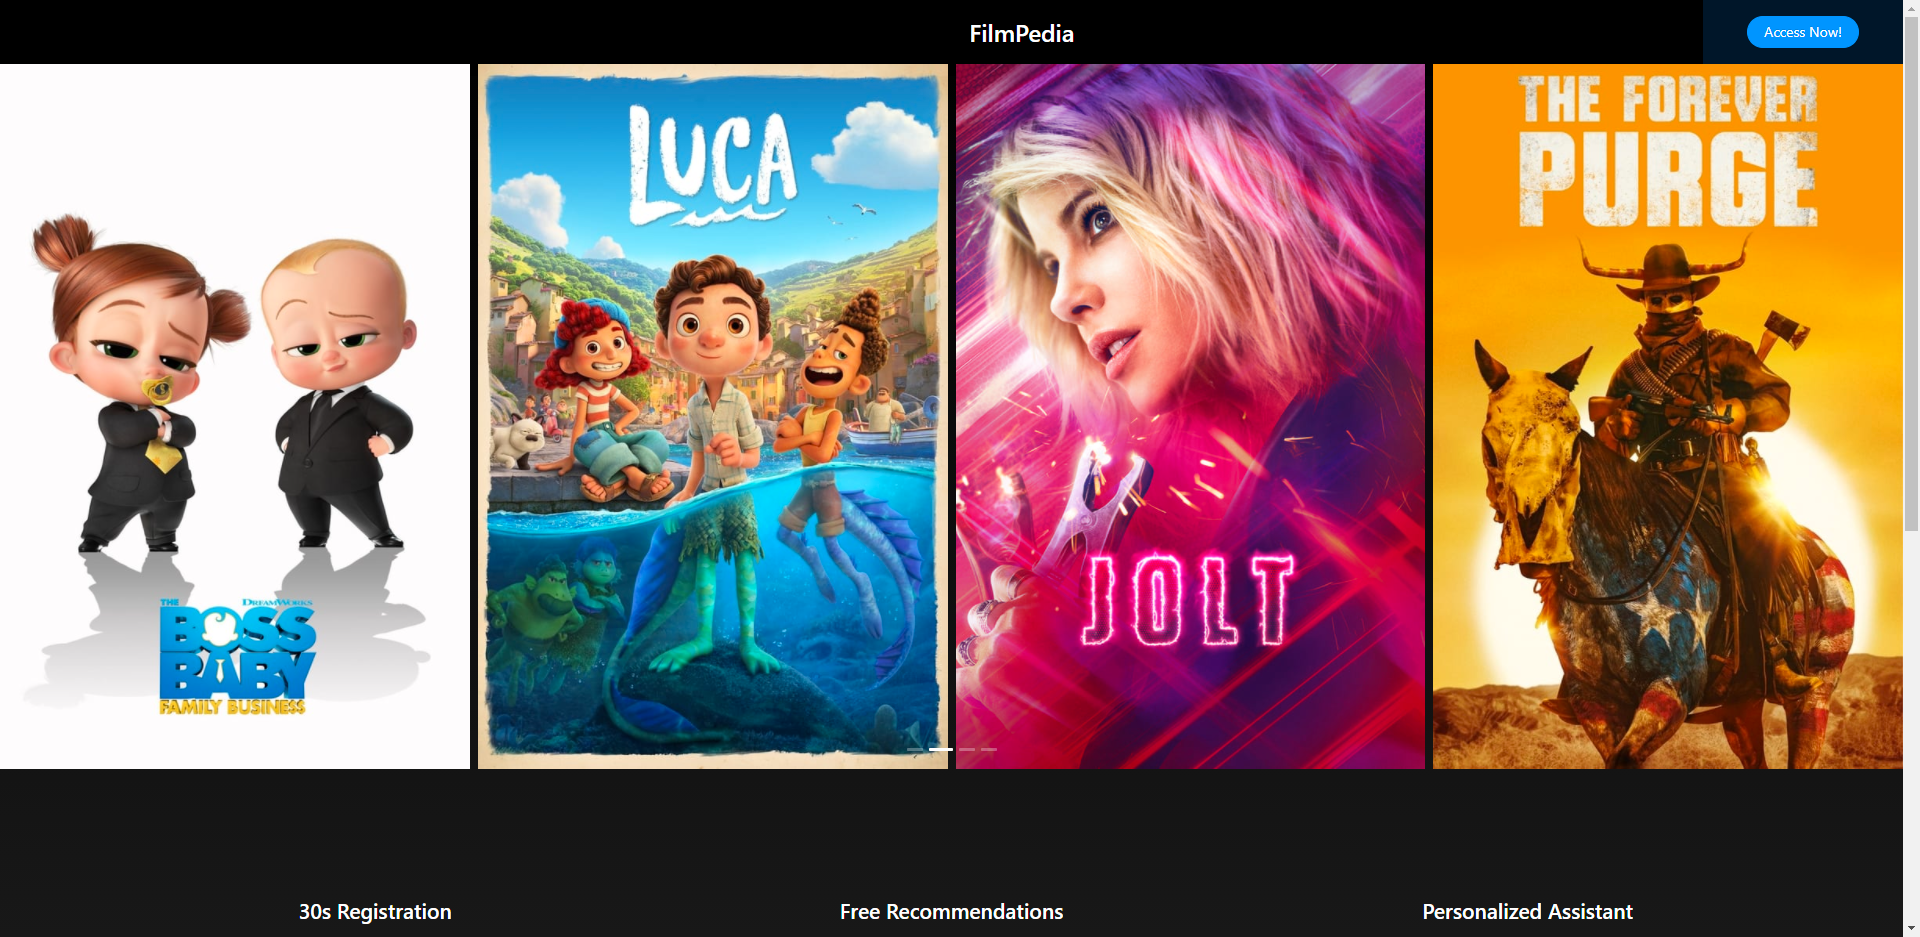 FilmPedia
Access Now!
THE
DREAMWORKS
BOSS
BABY
FAMILY BUSINESS
LUCA
JOLT
THE FOREVER
PURGE
30s Registration
Free Recommendations
Personalized Assistant